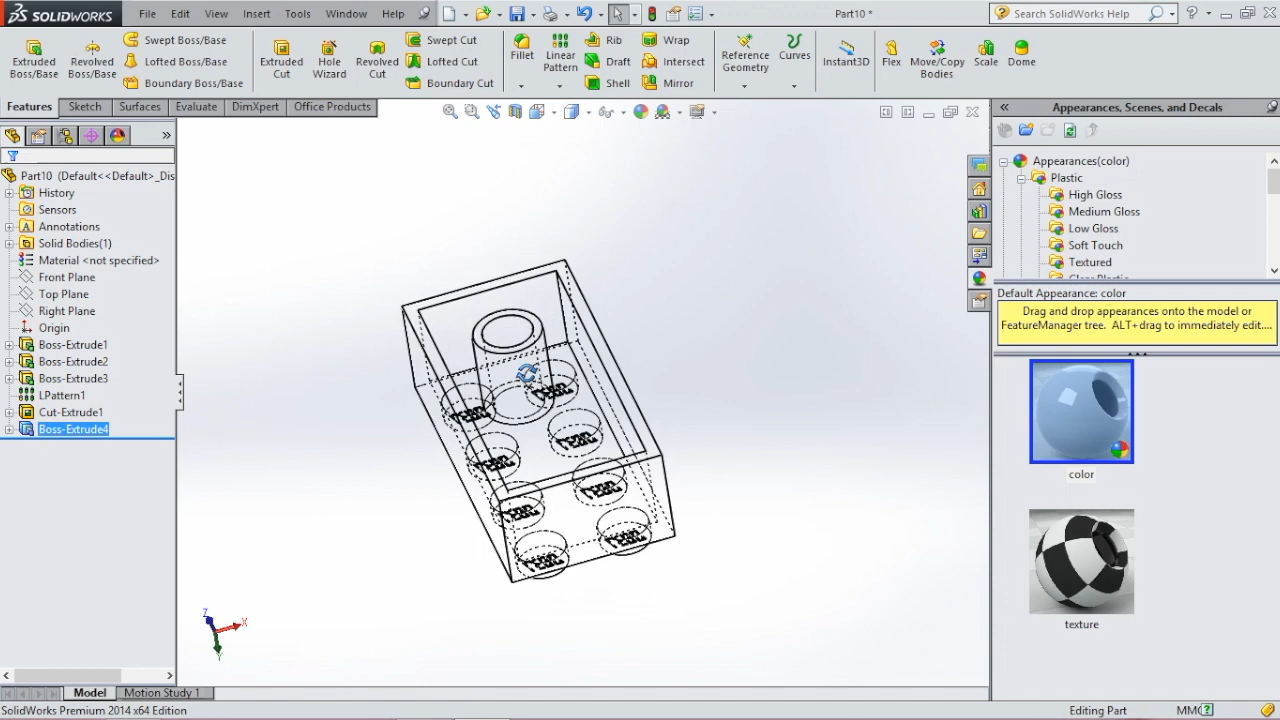 SOLIDWORKS File Edit View Insert Tools Window Help Part10 * Search SolidWorks Help
Extruded Boss/Base
Revolved Boss/Base
Swept Boss/Base
Lofted Boss/Base
Boundary Boss/Base
Extruded Cut
Hole Wizard
Revolved Cut
Swept Cut
Lofted Cut
Boundary Cut
Fillet
Linear Pattern
Rib
Draft
Shell
Wrap
Intersect
Mirror
Reference Geometry
Curves
Instant3D
Flex
Move/Copy Bodies
Scale
Dome
Features Sketch Surfaces Evaluate DimXpert Office Products
Part10 (Default<<Default>_Dis
History
Sensors
Annotations
Solid Bodies(1)
Material <not specified>
Front Plane
Top Plane
Right Plane
Origin
Boss-Extrude1
Boss-Extrude2
Boss-Extrude3
LPattern1
Cut-Extrude1
Boss-Extrude4
Z
X
Y
Appearances, Scenes, and Decals
Appearances(color)
Plastic
High Gloss
Medium Gloss
Low Gloss
Soft Touch
Textured
Default Appearance: color
Drag and drop appearances onto the model or
FeatureManager tree. ALT+drag to immediately edit....
color
texture
Model Motion Study 1
SolidWorks Premium 2014 x64 Edition Editing Part